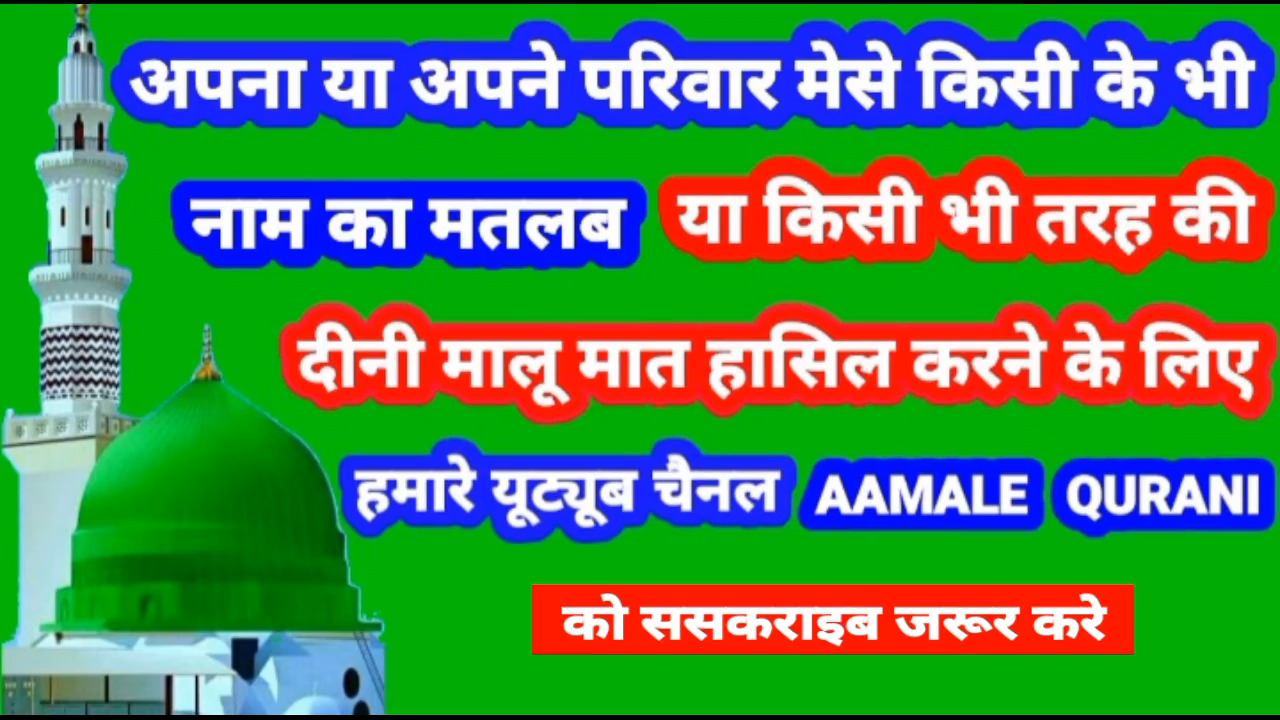 अपना या अपने परिवार मेसे किसी के भी
नाम का मतलब या किसी भी तरह की
दीनी मालू मात हासिल करने के लिए
हमारे यूट्यूब चैनल AAMALE QURANI
को ससकराइब जरूर करे